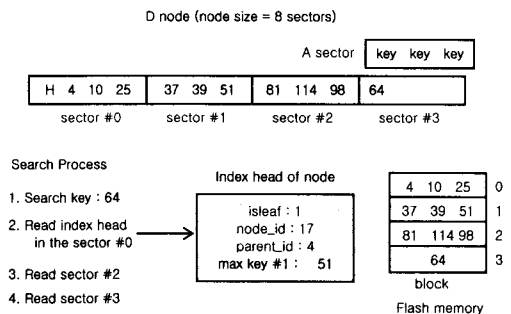 D node (node size = 8 sectors)
A sector
key key key
H 4 10 25 37 39 51 81 114 98 64
sector #0 sector #1 sector #2 sector #3
Search Process
1. Search key : 64
2. Read index head
in the sector #0
3. Read sector #2
4. Read sector #3
Index head of node
isleaf : 1
node_id : 17
parent_id : 4
max key #1 : 51
4 10 25 0
37 39 51 1
81 114 98 2
64 3
block
Flash memory